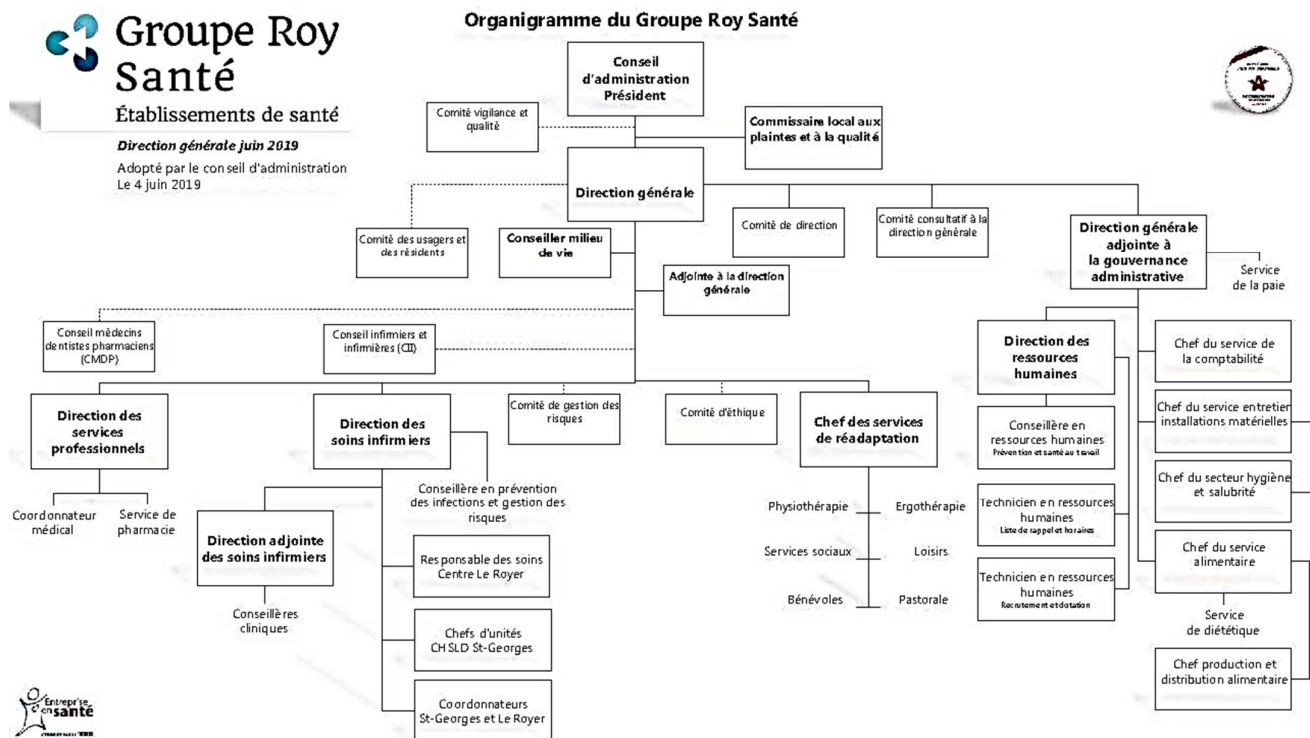 Groupe Roy
Santé
Établissements de santé
Direction générale juin 2019
Adopté par le conseil d'administration
Le 4 juin 2019
Organigramme du Groupe Roy Santé
Conseil
d'administration
Président
Comité vigilance et
qualité
Commissaire local aux
plaintes et à la qualité
Direction générale
Comité des usagers et
des résidents
Conseiller milieu
de vie
Comité de direction
Comité consultatif à la
direction générale
Direction générale
adjointe à
la gouvernance
administrative
Service
de la paie
Adjointe à la direction
générale
Conseil médecins
dentistes pharmaciens
(CMDP)
Conseil infirmiers et
infirmières (CII)
Direction des
ressources
humaines
Chef du service de
la comptabilité
Direction des
services
professionnels
Direction des
soins infirmiers
Comité de gestion des
risques
Comité d'éthique
Chef des services
de réadaptation
Conseillère en
ressources humaines
Prévention et santé au travail
Chef du service entretien
installations matérielles
Coordonnateur
médical
Service de
pharmacie
Conseillère en prévention
des infections et gestion des
risques
Physiothérapie
Ergothérapie
Services sociaux
Loisirs
Bénévoles
Pastorale
Technicien en ressources
humaines
Liste de rappel et horaires
Chef du secteur hygiène
et salubrité
Direction adjointe
des soins infirmiers
Conseillères
cliniques
Responsable des soins
Centre Le Royer
Technicien en ressources
humaines
Recrutement et dotation
Chef du service
alimentaire
Service
de diététique
Chefs d'unités
CHSLD St-Georges
Chef production et
distribution alimentaire
Coordonnateurs
St-Georges et Le Royer
Entreprise
en santé